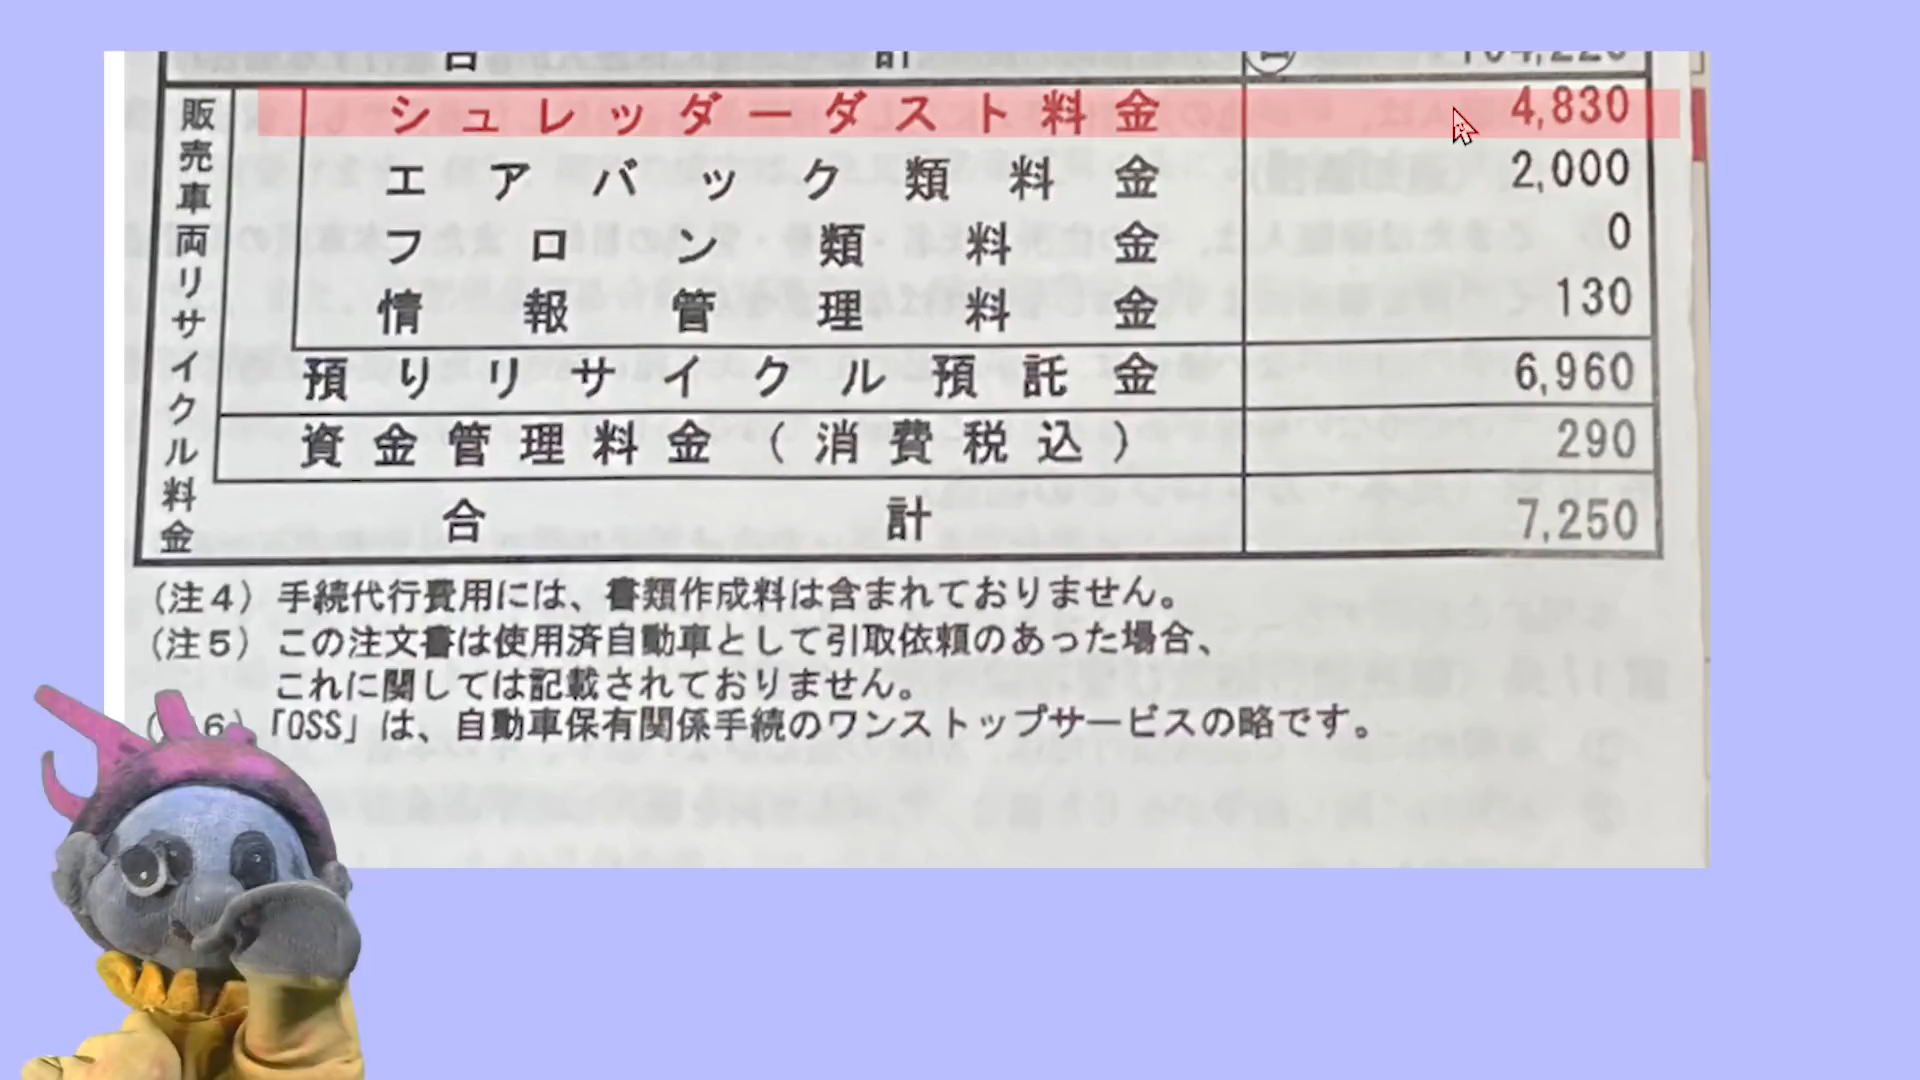 合計
販売車両リサイクル料金
シュレッダーダスト料金 4,830
エアバック類料金 2,000
フロン類料金 0
情報管理料金 130
預りリサイクル預託金 6,960
資金管理料金(消費税込) 290
合計 7,250
(注4)手続代行費用には、書類作成料は含まれておりません。
(注5)この注文書は使用済自動車として引取依頼のあった場合、
これに関しては記載されておりません。
6)「OSS」は、自動車保有関係手続のワンストップサービスの略です。